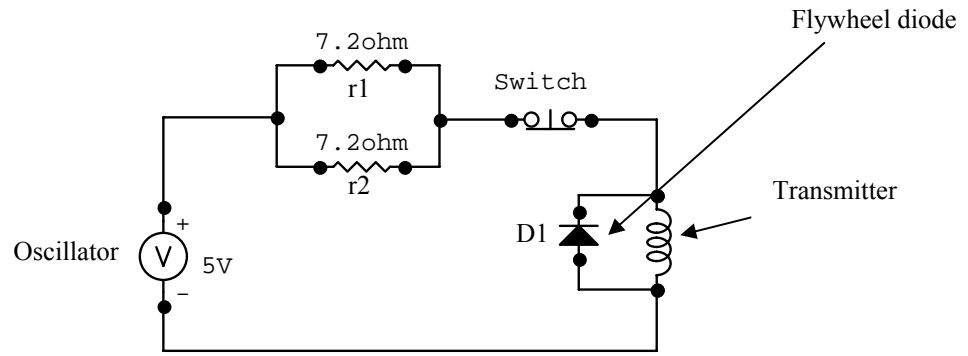 Flywheel diode
7.2ohm
r1
Switch
7.2ohm
r2
Transmitter
D1
+
Oscillator
V
5V
-